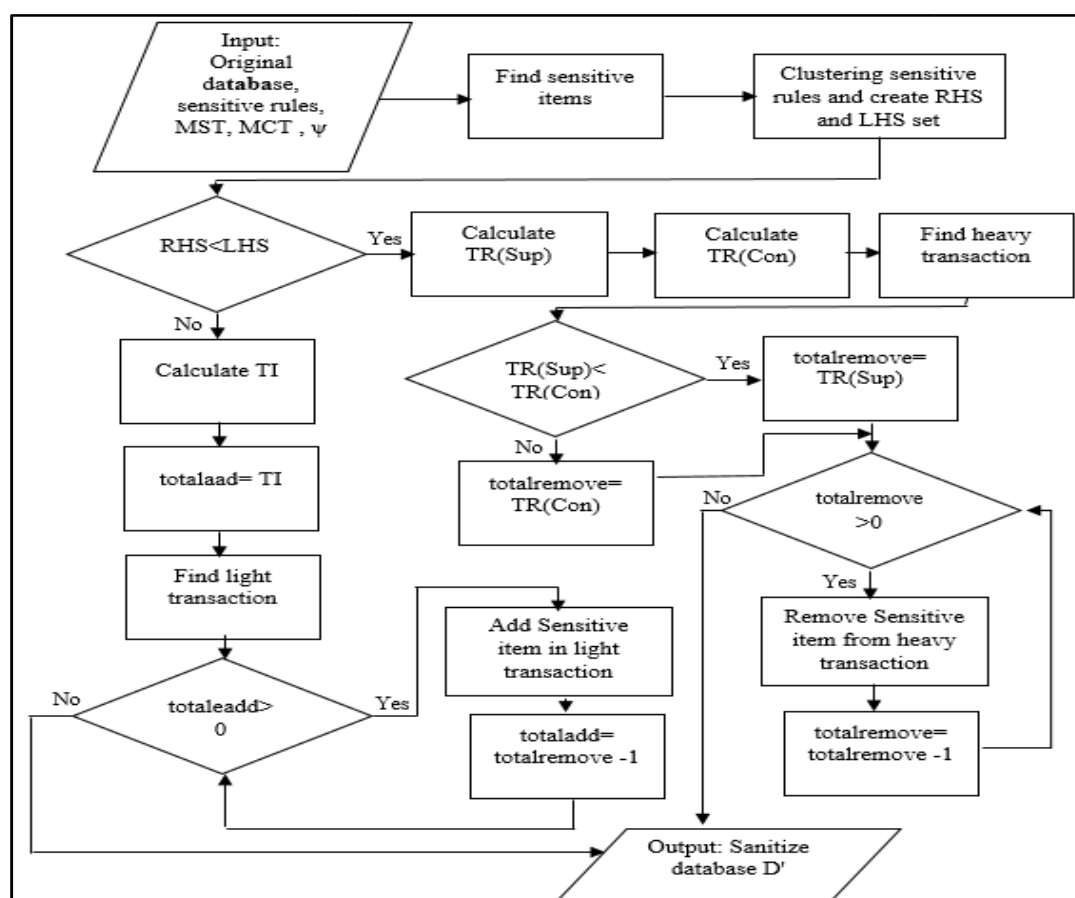 Input:
Original
database,
sensitive rules,
MST, MCT , ψ
Find sensitive
items
Clustering sensitive
rules and create RHS
and LHS set
RHS<LHS
Yes
Calculate
TR(Sup)
Calculate
TR(Con)
Find heavy
transaction
No
Calculate TI
TR(Sup)<
TR(Con)
Yes
totalremove=
TR(Sup)
No
totalremove=
TR(Con)
totalaad= TI
No
totalremove
>0
Find light
transaction
Yes
Add Sensitive
item in light
transaction
Remove Sensitive
item from heavy
transaction
No
totaleadd>
0
Yes
totaladd=
totalremove -1
totalremove=
totalremove -1
Output: Sanitize
database D'